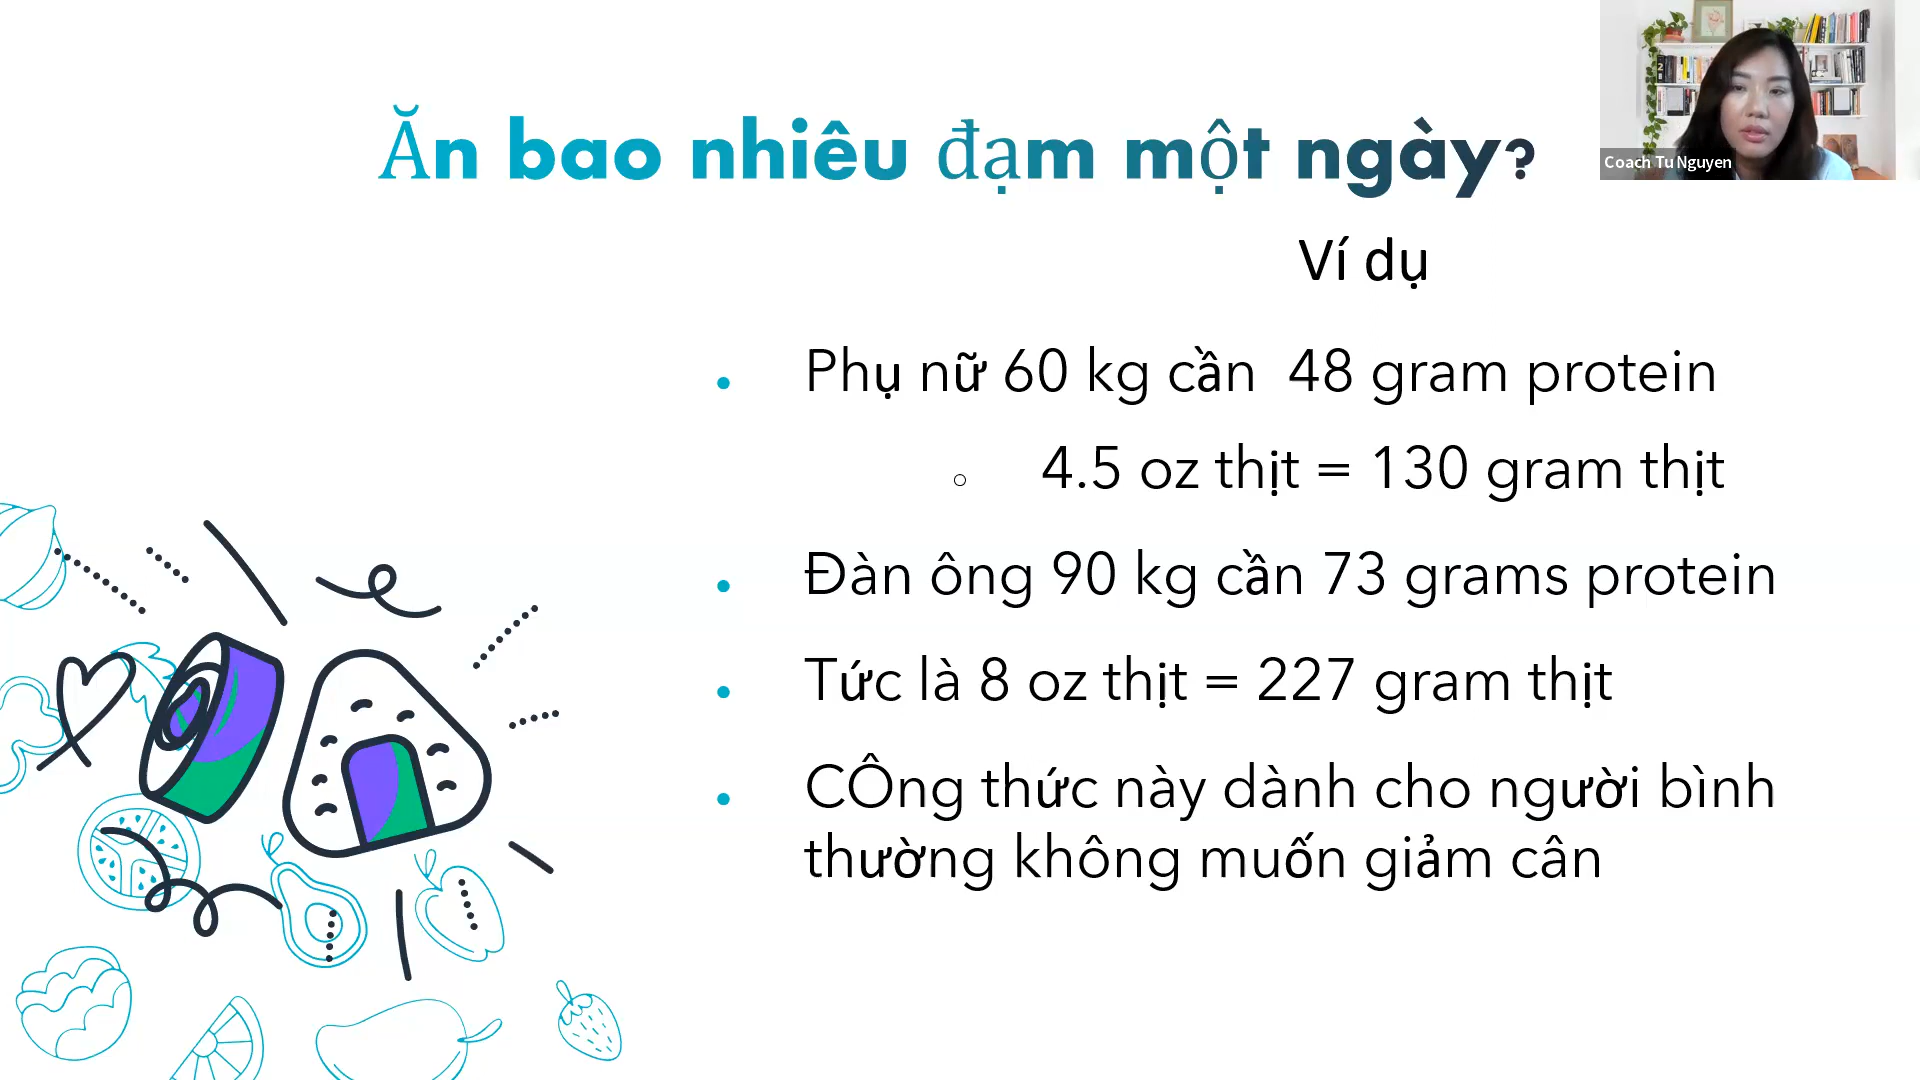 Ăn bao nhiêu đạm một ngày?
Coach Tu Nguyen
Ví dụ
Phụ nữ 60 kg cần 48 gram protein
4.5 oz thịt = 130 gram thịt
Đàn ông 90 kg cần 73 grams protein
Tức là 8 oz thịt = 227 gram thịt
CÔng thức này dành cho người bình
thường không muốn giảm cân